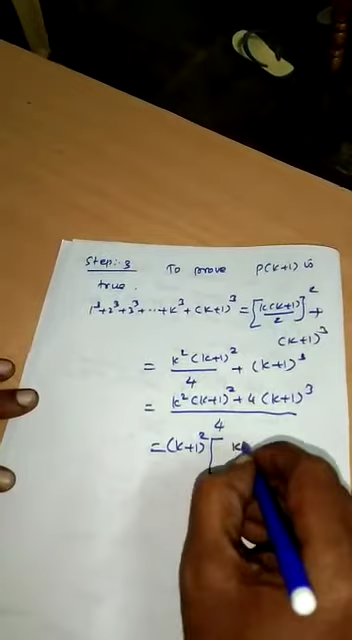 Step:- 3 To prove P(k+1) is
true.
1³+2³+3³+...+k³+(k+1)³ = [k(k+1)/2]² +
(k+1)³
= k²(k+1)²/4 + (k+1)³
= k²(k+1)²+4(k+1)³/4
=(k+1)²[k